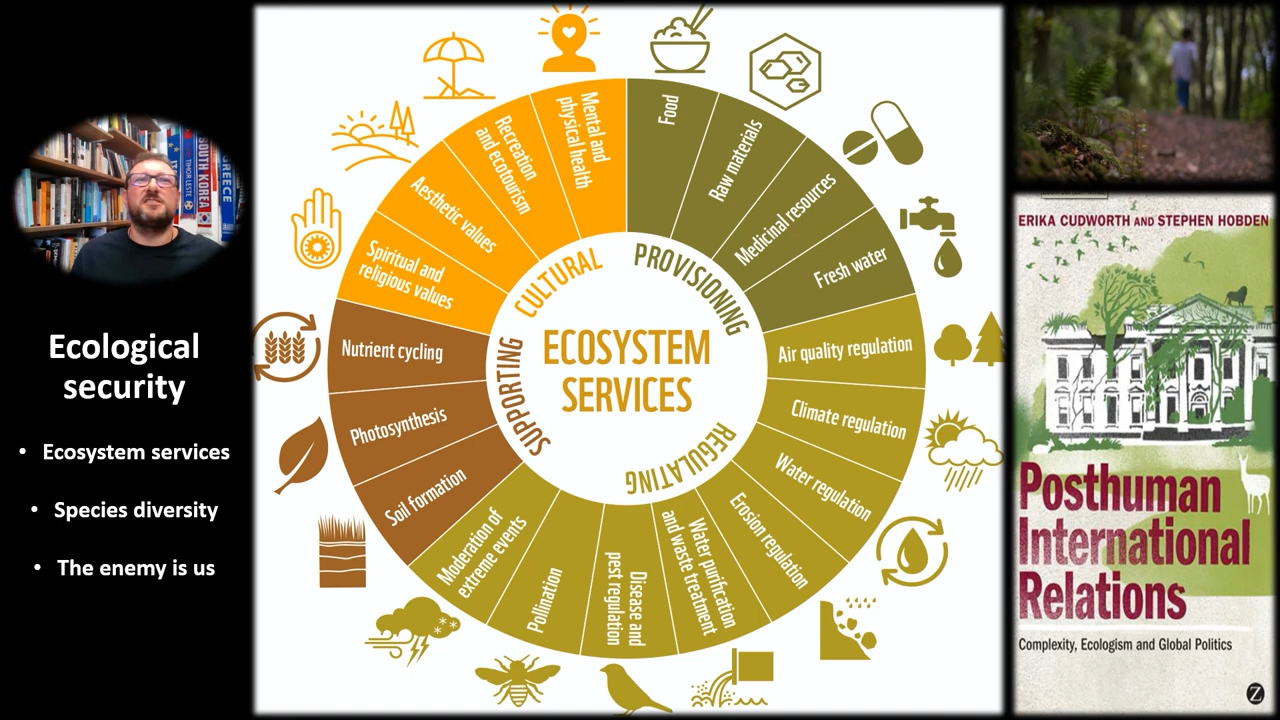 SOUTH KOREA
TIMOR LESTE
GREECE
Ecological
security
• Ecosystem services
• Species diversity
• The enemy is us
ECOSYSTEM
SERVICES
CULTURAL
PROVISIONING
REGULATING
SUPPORTING
Food
Raw materials
Medicinal resources
Fresh water
Air quality regulation
Climate regulation
Water regulation
Erosion regulation
Water purification
and waste treatment
Disease and
pest regulation
Pollination
Moderation of
extreme events
Soil formation
Photosynthesis
Nutrient cycling
Spiritual and
religious values
Aesthetic values
Recreation
and ecotourism
Mental and
physical health
ERIKA CUDWORTH AND STEPHEN HOBDEN
Posthuman
International
Relations
Complexity, Ecologism and Global Politics
Z